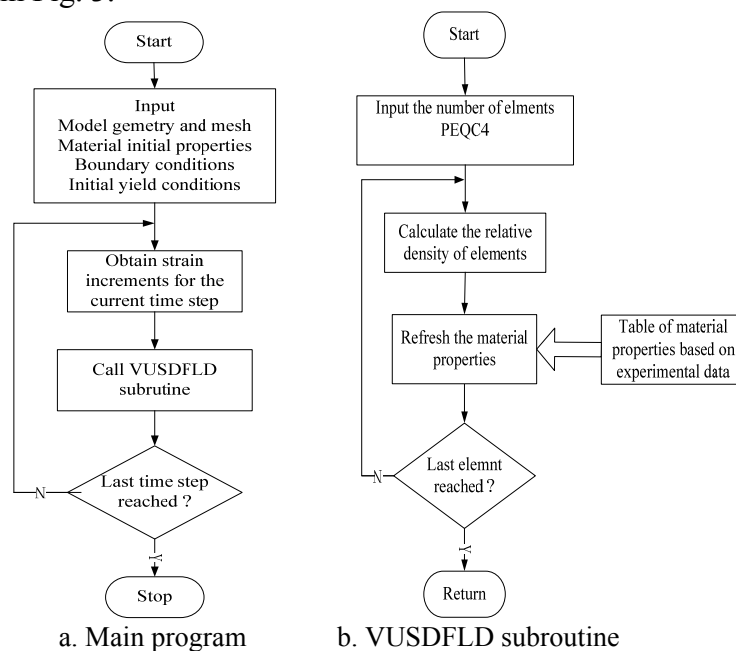 Start
Input
Model gemetry and mesh
Material initial properties
Boundary conditions
Initial yield conditions
Obtain strain
increments for the
current time step
Call VUSDFLD
subrutine
Last time step
reached ?
N
Y
Stop
a. Main program
Start
Input the number of elments
PEQC4
Calculate the relative
density of elements
Refresh the material
properties
Table of material
properties based on
experimental data
Last elemnt
reached ?
N
Y
Return
b. VUSDFLD subroutine